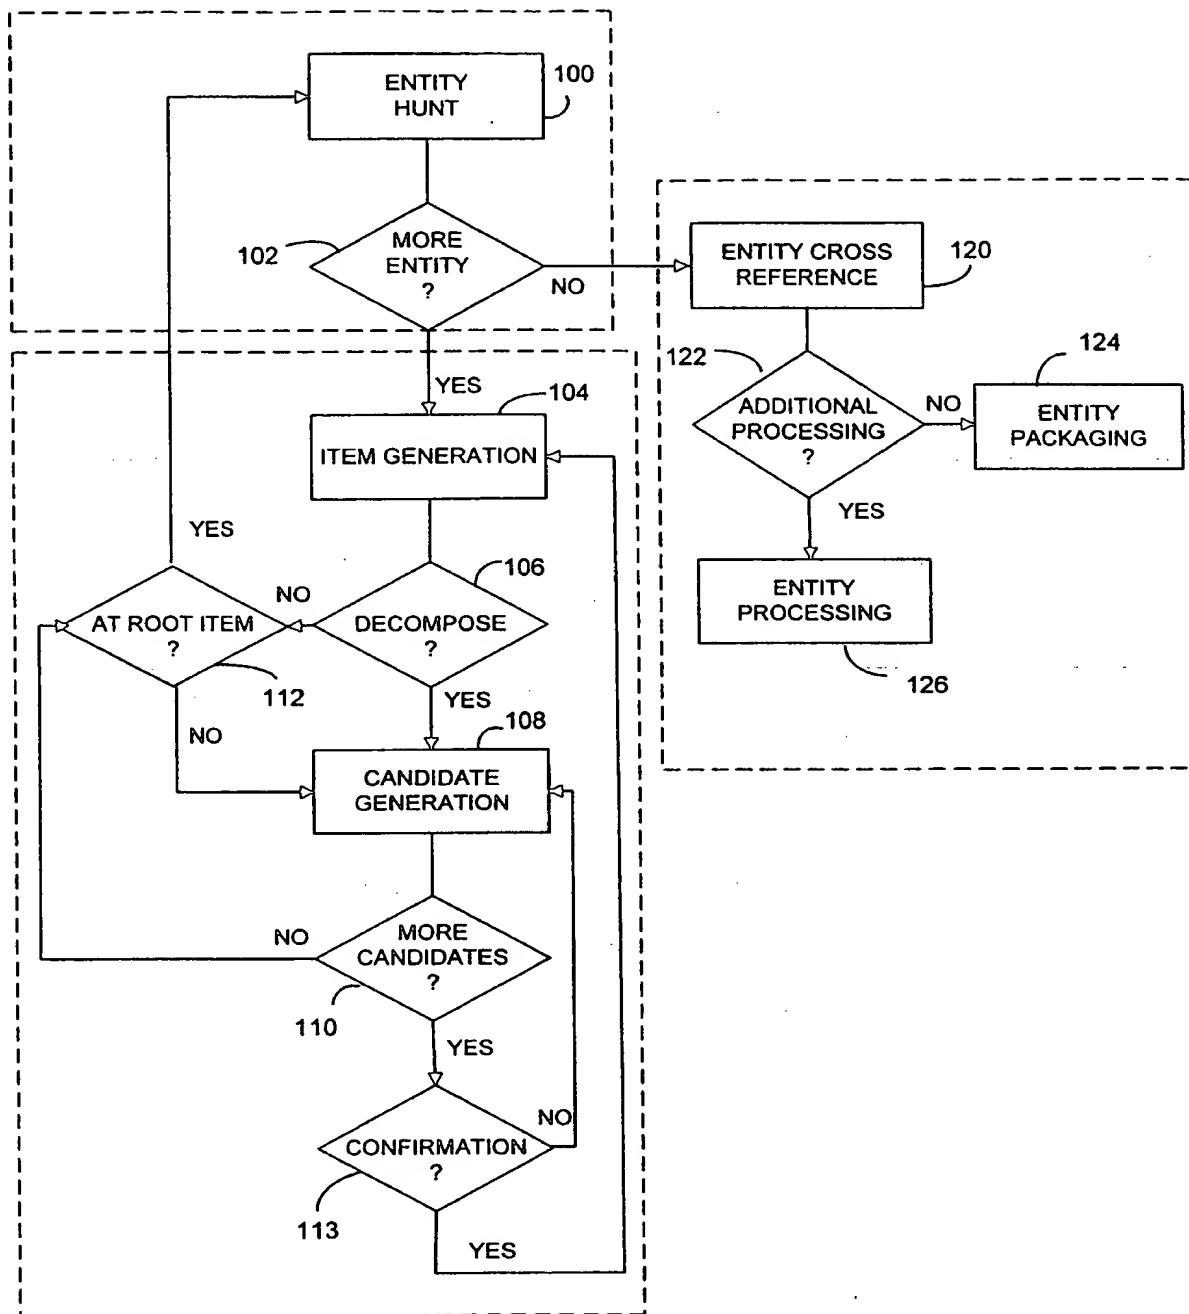 ENTITY
HUNT
100
102
MORE
ENTITY
?
NO
YES
ENTITY CROSS
REFERENCE
120
122
ADDITIONAL
PROCESSING
?
NO
124
ENTITY
PACKAGING
YES
ENTITY
PROCESSING
126
104
ITEM GENERATION
YES
106
NO
AT ROOT ITEM
?
DECOMPOSE
?
112
YES
NO
108
CANDIDATE
GENERATION
NO
MORE
CANDIDATES
?
110
YES
NO
CONFIRMATION
?
113
YES